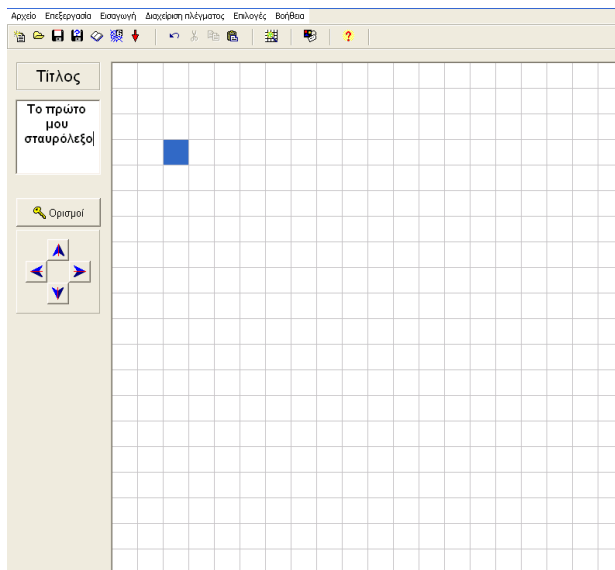 Αρχείο Επεξεργασία Εισαγωγή Διαχείριση πλέγματος Επιλογές Βοήθεια
Τίτλος
Το πρώτο
μου
σταυρόλεξο
Ορισμοί